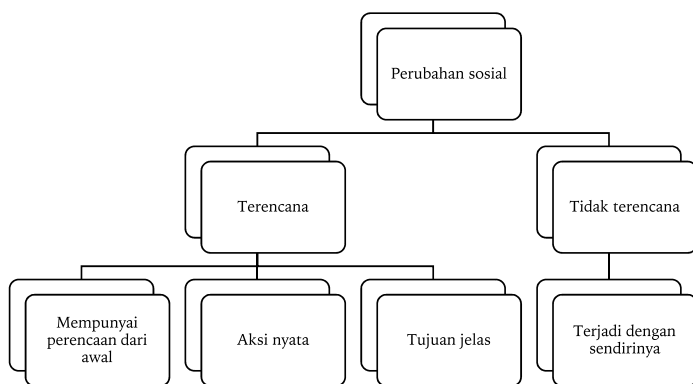 Perubahan sosial
Terencana
Tidak terencana
Mempunyai
perencaan dari
awal
Aksi nyata
Tujuan jelas
Terjadi dengan
sendirinya